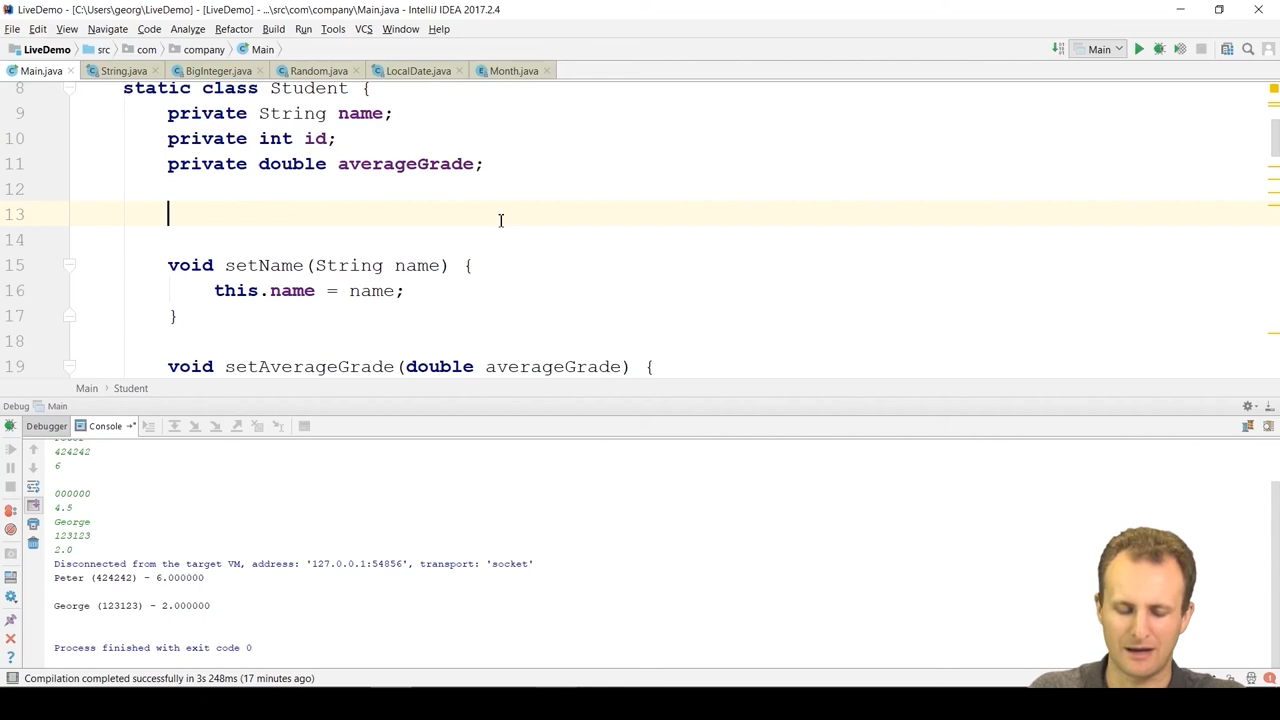 LiveDemo - [C:\Users\georg\LiveDemo] - [LiveDemo] - ...\src\com\company\Main.java - IntelliJ IDEA 2017.2.4
File Edit View Navigate Code Analyze Refactor Build Run Tools VCS Window Help
LiveDemo src com company Main Main
Main.java String.java BigInteger.java Random.java LocalDate.java Month.java
8 static class Student {
9 private String name;
10 private int id;
11 private double averageGrade;
12
13
14
15 void setName(String name) {
16 this.name = name;
17 }
18
19 void setAverageGrade(double averageGrade) {
Main Student
Debug Main
Debugger Console
424242
6
000000
4.5
George
123123
2.0
Disconnected from the target VM, address: '127.0.0.1:54856', transport: 'socket'
Peter (424242) - 6.000000
George (123123) - 2.000000
Process finished with exit code 0
Compilation completed successfully in 3s 248ms (17 minutes ago)